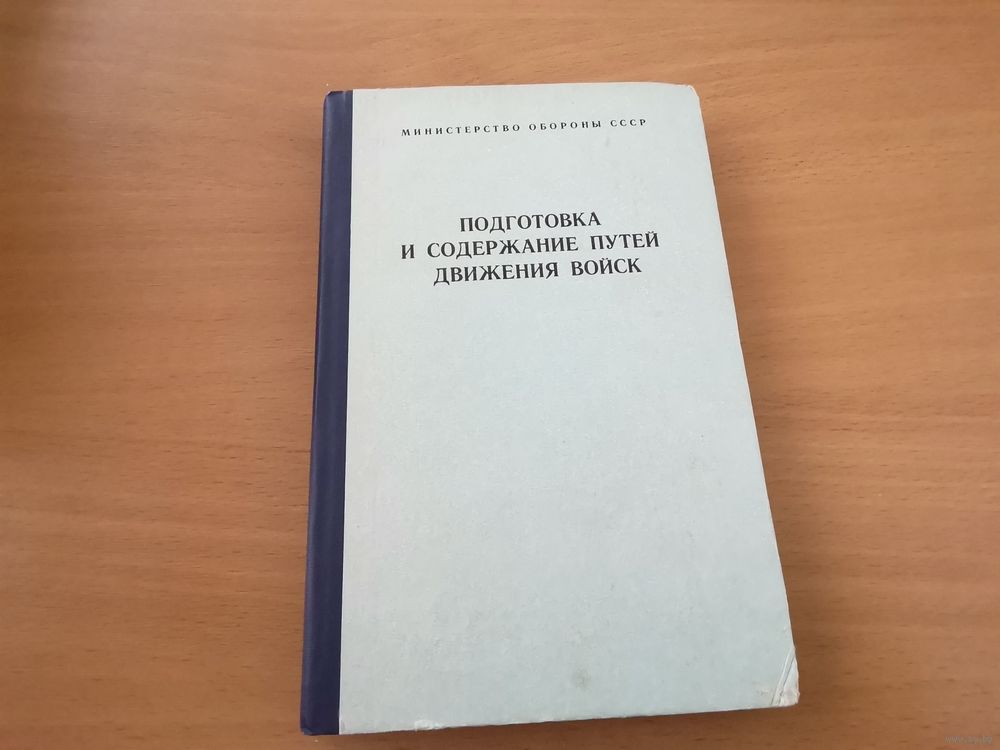 МИНИСТЕРСТВО ОБОРОНЫ СССР
ПОДГОТОВКА
И СОДЕРЖАНИЕ ПУТЕЙ
ДВИЖЕНИЯ ВОЙСК